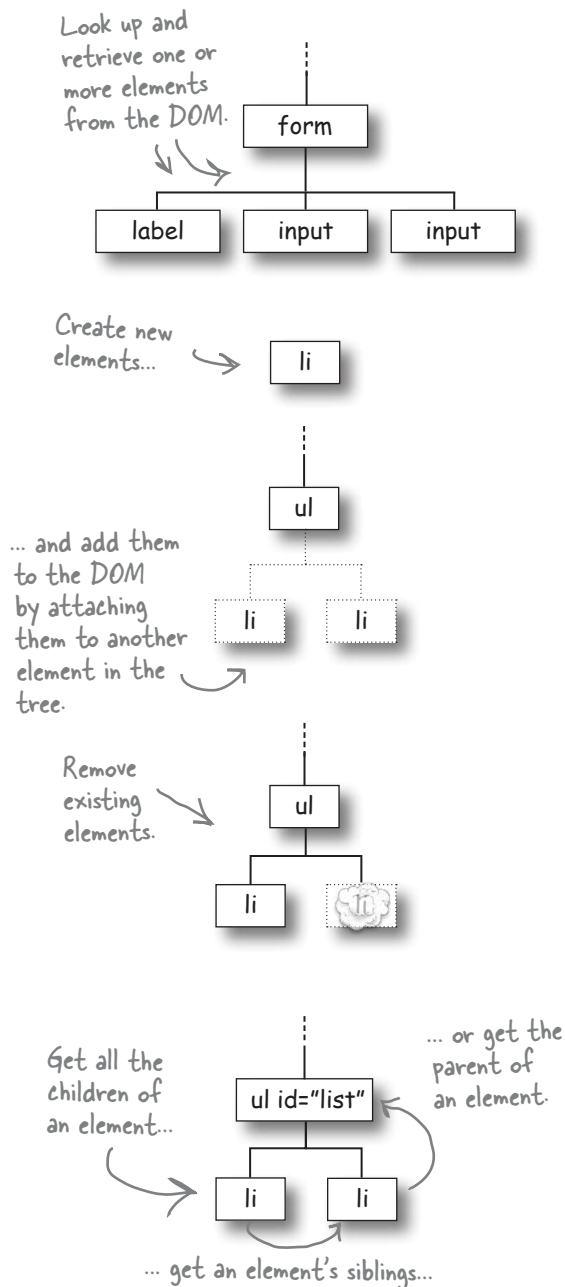 Look up and
retrieve one or
more elements
from the DOM.
form
label input input
Create new
elements...
li
ul
... and add them
to the DOM
by attaching
them to another
element in the
tree.
li li
Remove
existing
elements.
ul
li li
Get all the
children of
an element...
... or get the
parent of
an element.
ul id="list"
li li
... get an element's siblings...